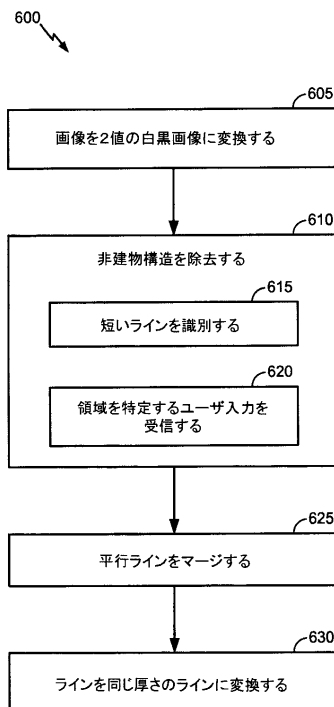 600
605
画像を2値の白黒画像に変換する
610
非建物構造を除去する
615
短いラインを識別する
620
領域を特定するユーザ入力を
受信する
625
平行ラインをマージする
630
ラインを同じ厚さのラインに変換する